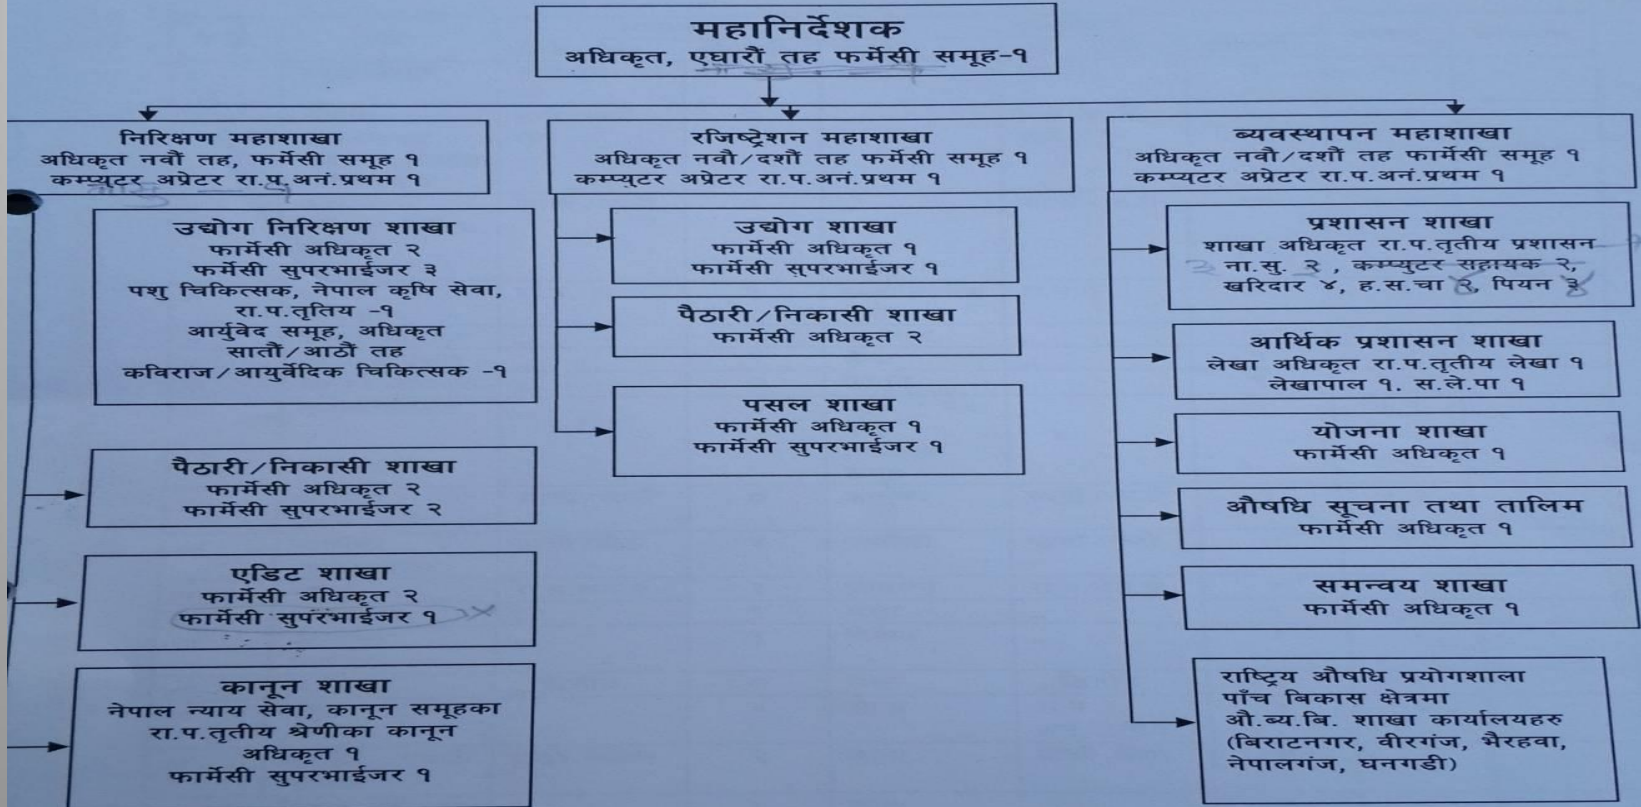 महानिर्देशक
अधिकृत, एघारौं तह फर्मेसी समूह-१
निरिक्षण महाशाखा
अधिकृत नवौं तह, फर्मेसी समूह १
कम्प्युटर अप्रेटर रा.प.अनं.प्रथम १
उद्योग निरिक्षण शाखा
फार्मेसी अधिकृत २
फर्मेसी सुपरभाईजर ३
पशु चिकित्सक, नेपाल कृषि सेवा,
रा.प.तृतिय -१
आर्युवेद समूह, अधिकृत
सातौं/आठौं तह
कविराज/आयुर्वेदिक चिकित्सक -१
पैठारी/निकासी शाखा
फार्मेसी अधिकृत २
फार्मेसी सुपरभाईजर २
एडिट शाखा
फार्मेसी अधिकृत २
फार्मेसी सुपरभाईजर १
कानून शाखा
नेपाल न्याय सेवा, कानून समूहका
रा.प.तृतीय श्रेणीका कानून
अधिकृत १
फार्मेसी सुपरभाईजर १
रजिष्ट्रेशन महाशाखा
अधिकृत नवौ/दशौं तह फर्मेसी समूह १
कम्प्युटर अप्रेटर रा.प.अनं.प्रथम १
उद्योग शाखा
फार्मेसी अधिकृत १
फार्मेसी सुपरभाईजर १
पैठारी/निकासी शाखा
फार्मेसी अधिकृत २
पसल शाखा
फार्मेसी अधिकृत १
फार्मेसी सुपरभाईजर १
ब्यवस्थापन महाशाखा
अधिकृत नवौ/दशौं तह फार्मेसी समूह १
कम्प्युटर अप्रेटर रा.प.अनं.प्रथम १
प्रशासन शाखा
शाखा अधिकृत रा.प.तृतीय प्रशासन
ना.सु. २, कम्प्युटर सहायक २,
खरिदार ४, ह.स.चा २, पियन ३
आर्थिक प्रशासन शाखा
लेखा अधिकृत रा.प.तृतीय लेखा १
लेखापाल १, स.ले.पा १
योजना शाखा
फार्मेसी अधिकृत १
औषधि सूचना तथा तालिम
फार्मेसी अधिकृत १
समन्वय शाखा
फार्मेसी अधिकृत १
राष्ट्रिय औषधि प्रयोगशाला
पाँच बिकास क्षेत्रमा
औ.ब्य.बि. शाखा कार्यालयहरु
(बिराटनगर, वीरगंज, भैरहवा,
नेपालगंज, घनगडी)